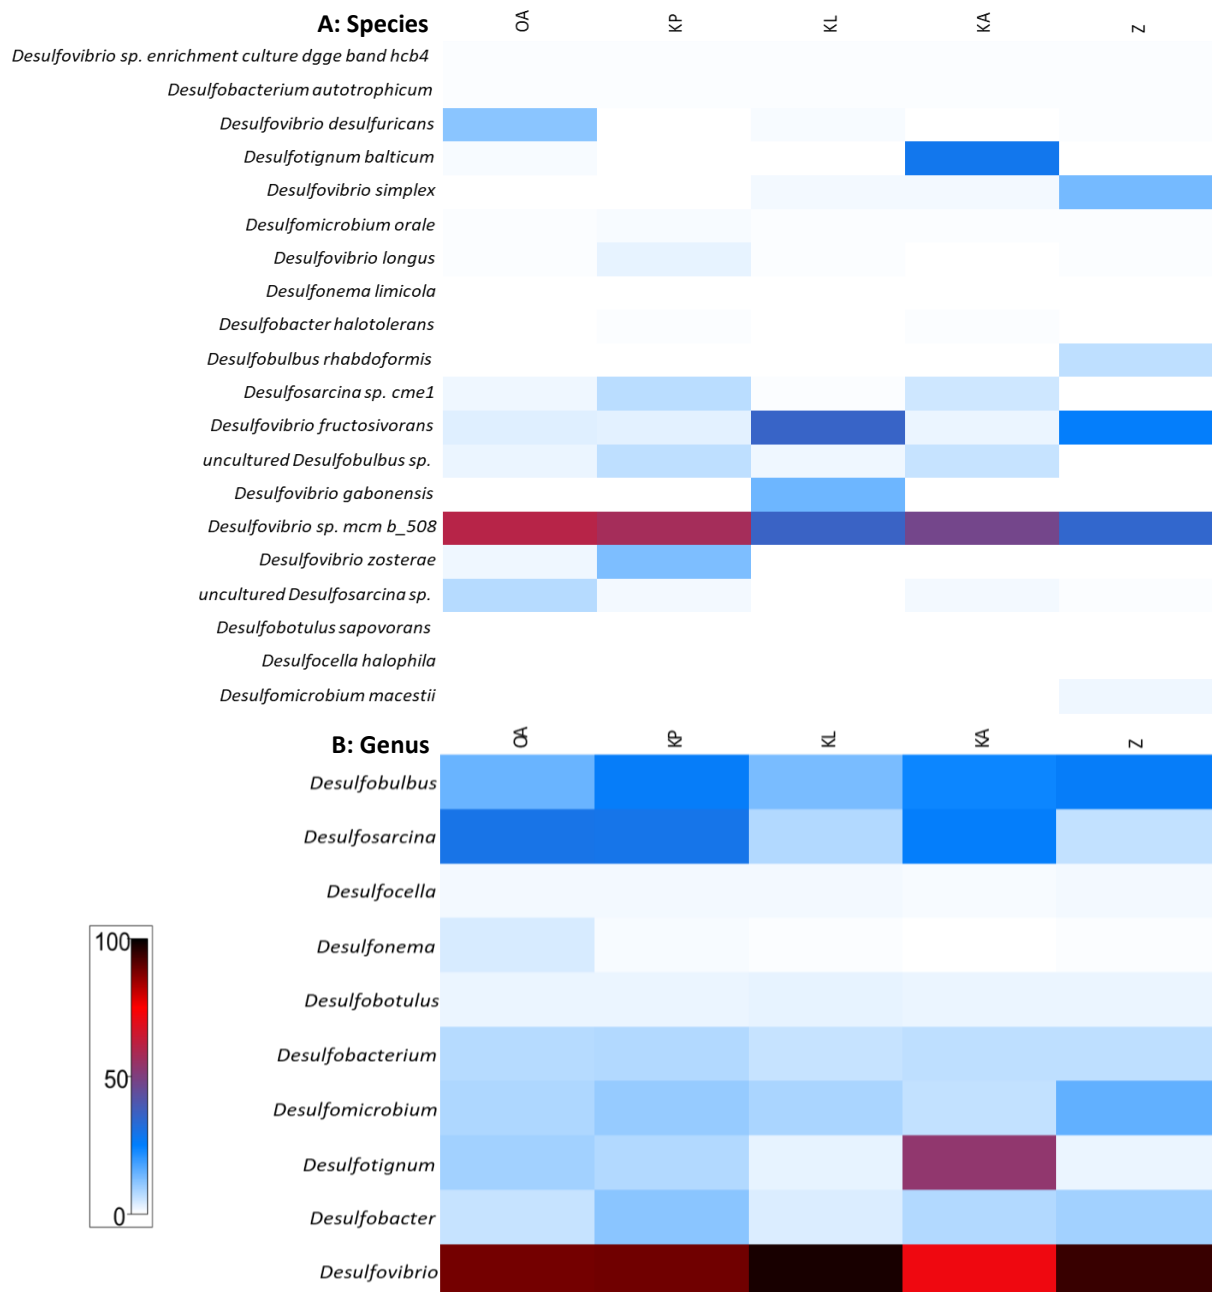 A: Species
OA KP KL KA Z
Desulfovibrio sp. enrichment culture dgge band hcb4
Desulfobacterium autotrophicum
Desulfovibrio desulfuricans
Desulfotignum balticum
Desulfovibrio simplex
Desulfomicrobium orale
Desulfovibrio longus
Desulfonema limicola
Desulfobacter halotolerans
Desulfobulbus rhabdoformis
Desulfosarcina sp. cme1
Desulfovibrio fructosivorans
uncultured Desulfobulbus sp.
Desulfovibrio gabonensis
Desulfovibrio sp. mcm b_508
Desulfovibrio zosterae
uncultured Desulfosarcina sp.
Desulfobotulus sapovorans
Desulfocella halophila
Desulfomicrobium macestii
B: Genus
OA KP KL KA Z
Desulfobulbus
Desulfosarcina
Desulfocella
Desulfonema
Desulfobotulus
Desulfobacterium
Desulfomicrobium
Desulfotignum
Desulfobacter
Desulfovibrio
100
50
0